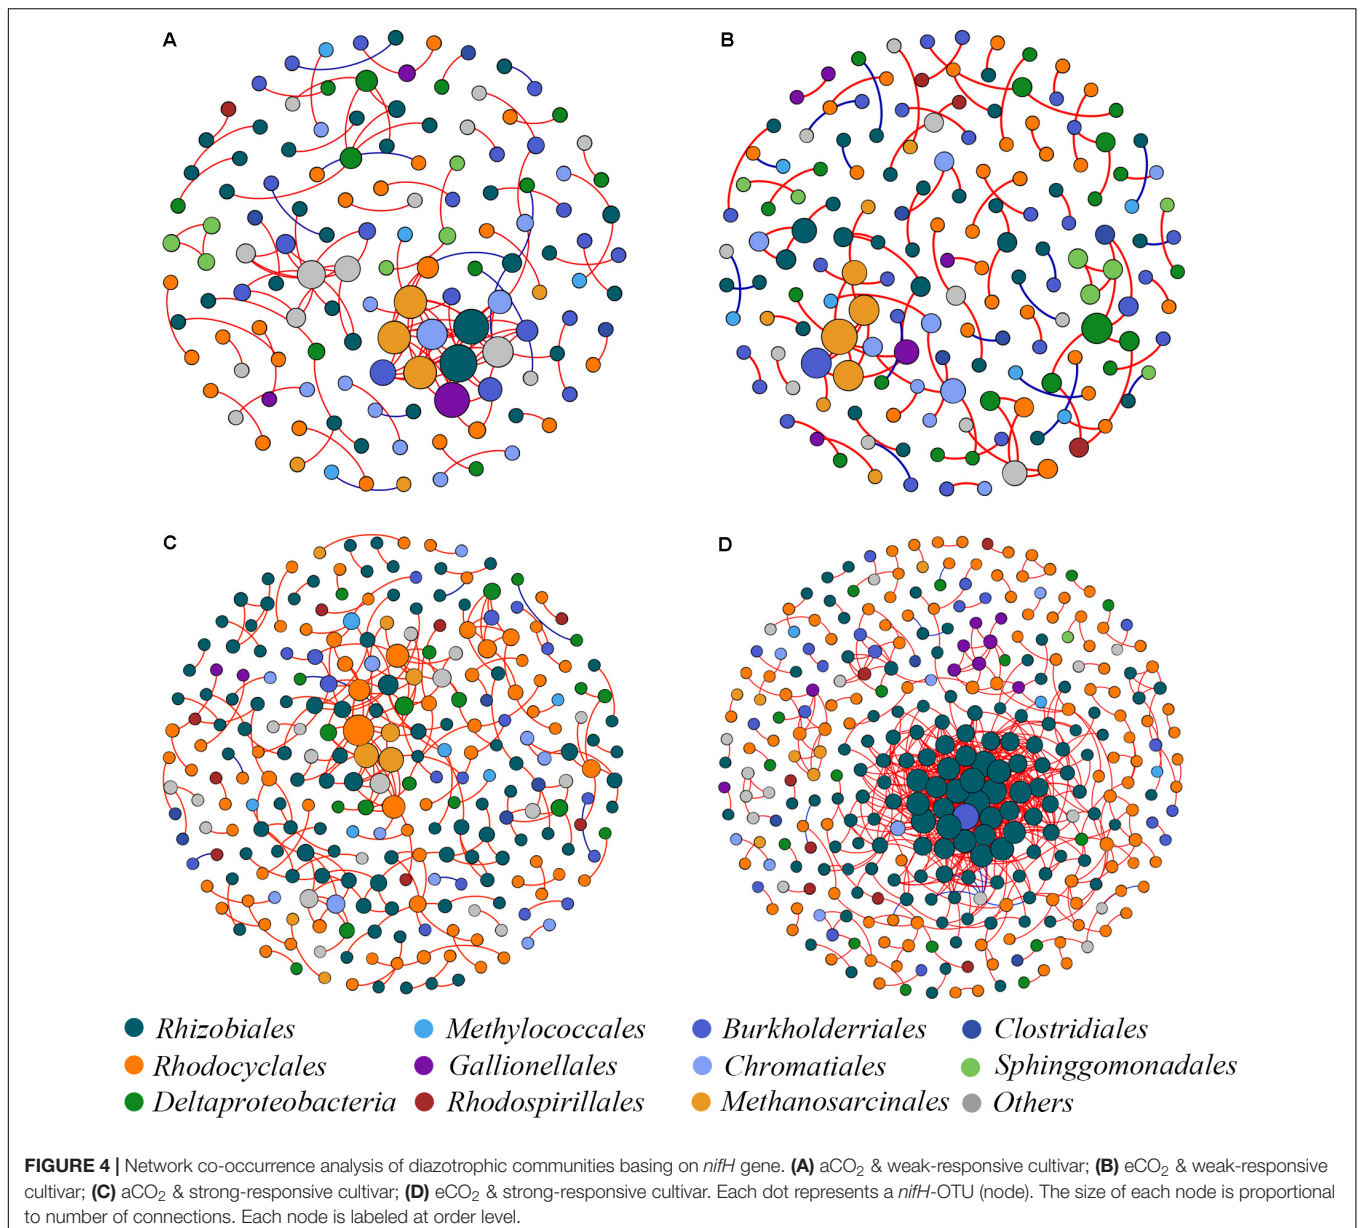 A
B
C
D
Rhizobiales Methylococcales Burkholderriales Clostridiales
Rhodocyclales Gallionellales Chromatiales Sphinggomonadales
Deltaproteobacteria Rhodospirillales Methanosarcinales Others
FIGURE 4 | Network co-occurrence analysis of diazotrophic communities basing on nifH gene. (A) aCO₂ & weak-responsive cultivar; (B) eCO₂ & weak-responsive
cultivar; (C) aCO₂ & strong-responsive cultivar; (D) eCO₂ & strong-responsive cultivar. Each dot represents a nifH-OTU (node). The size of each node is proportional
to number of connections. Each node is labeled at order level.